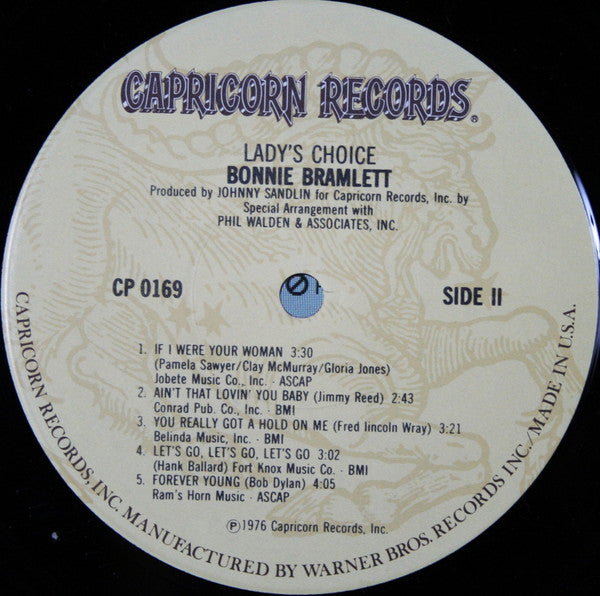 CAPRICORN RECORDS®
LADY'S CHOICE
BONNIE BRAMLETT
Produced by JOHNNY SANDLIN for Capricorn Records, Inc. by
Special Arrangement with
PHIL WALDEN & ASSOCIATES, INC.
CP 0169
SIDE II
1. IF I WERE YOUR WOMAN 3:30
(Pamela Sawyer/Clay McMurray/Gloria Jones)
Jobete Music Co., Inc. - ASCAP
2. AIN'T THAT LOVIN' YOU BABY (Jimmy Reed) 2:43
Conrad Pub. Co., Inc. - BMI
3. YOU REALLY GOT A HOLD ON ME (Fred lincoln Wray) 3:21
Belinda Music, Inc. - BMI
4. LET'S GO, LET'S GO, LET'S GO 3:02
(Hank Ballard) Fort Knox Music Co. - BMI
5. FOREVER YOUNG (Bob Dylan) 4:05
Ram's Horn Music - ASCAP
℗1976 Capricorn Records, Inc.
CAPRICORN RECORDS, INC. MANUFACTURED BY WARNER BROS. RECORDS INC./MADE IN U.S.A.